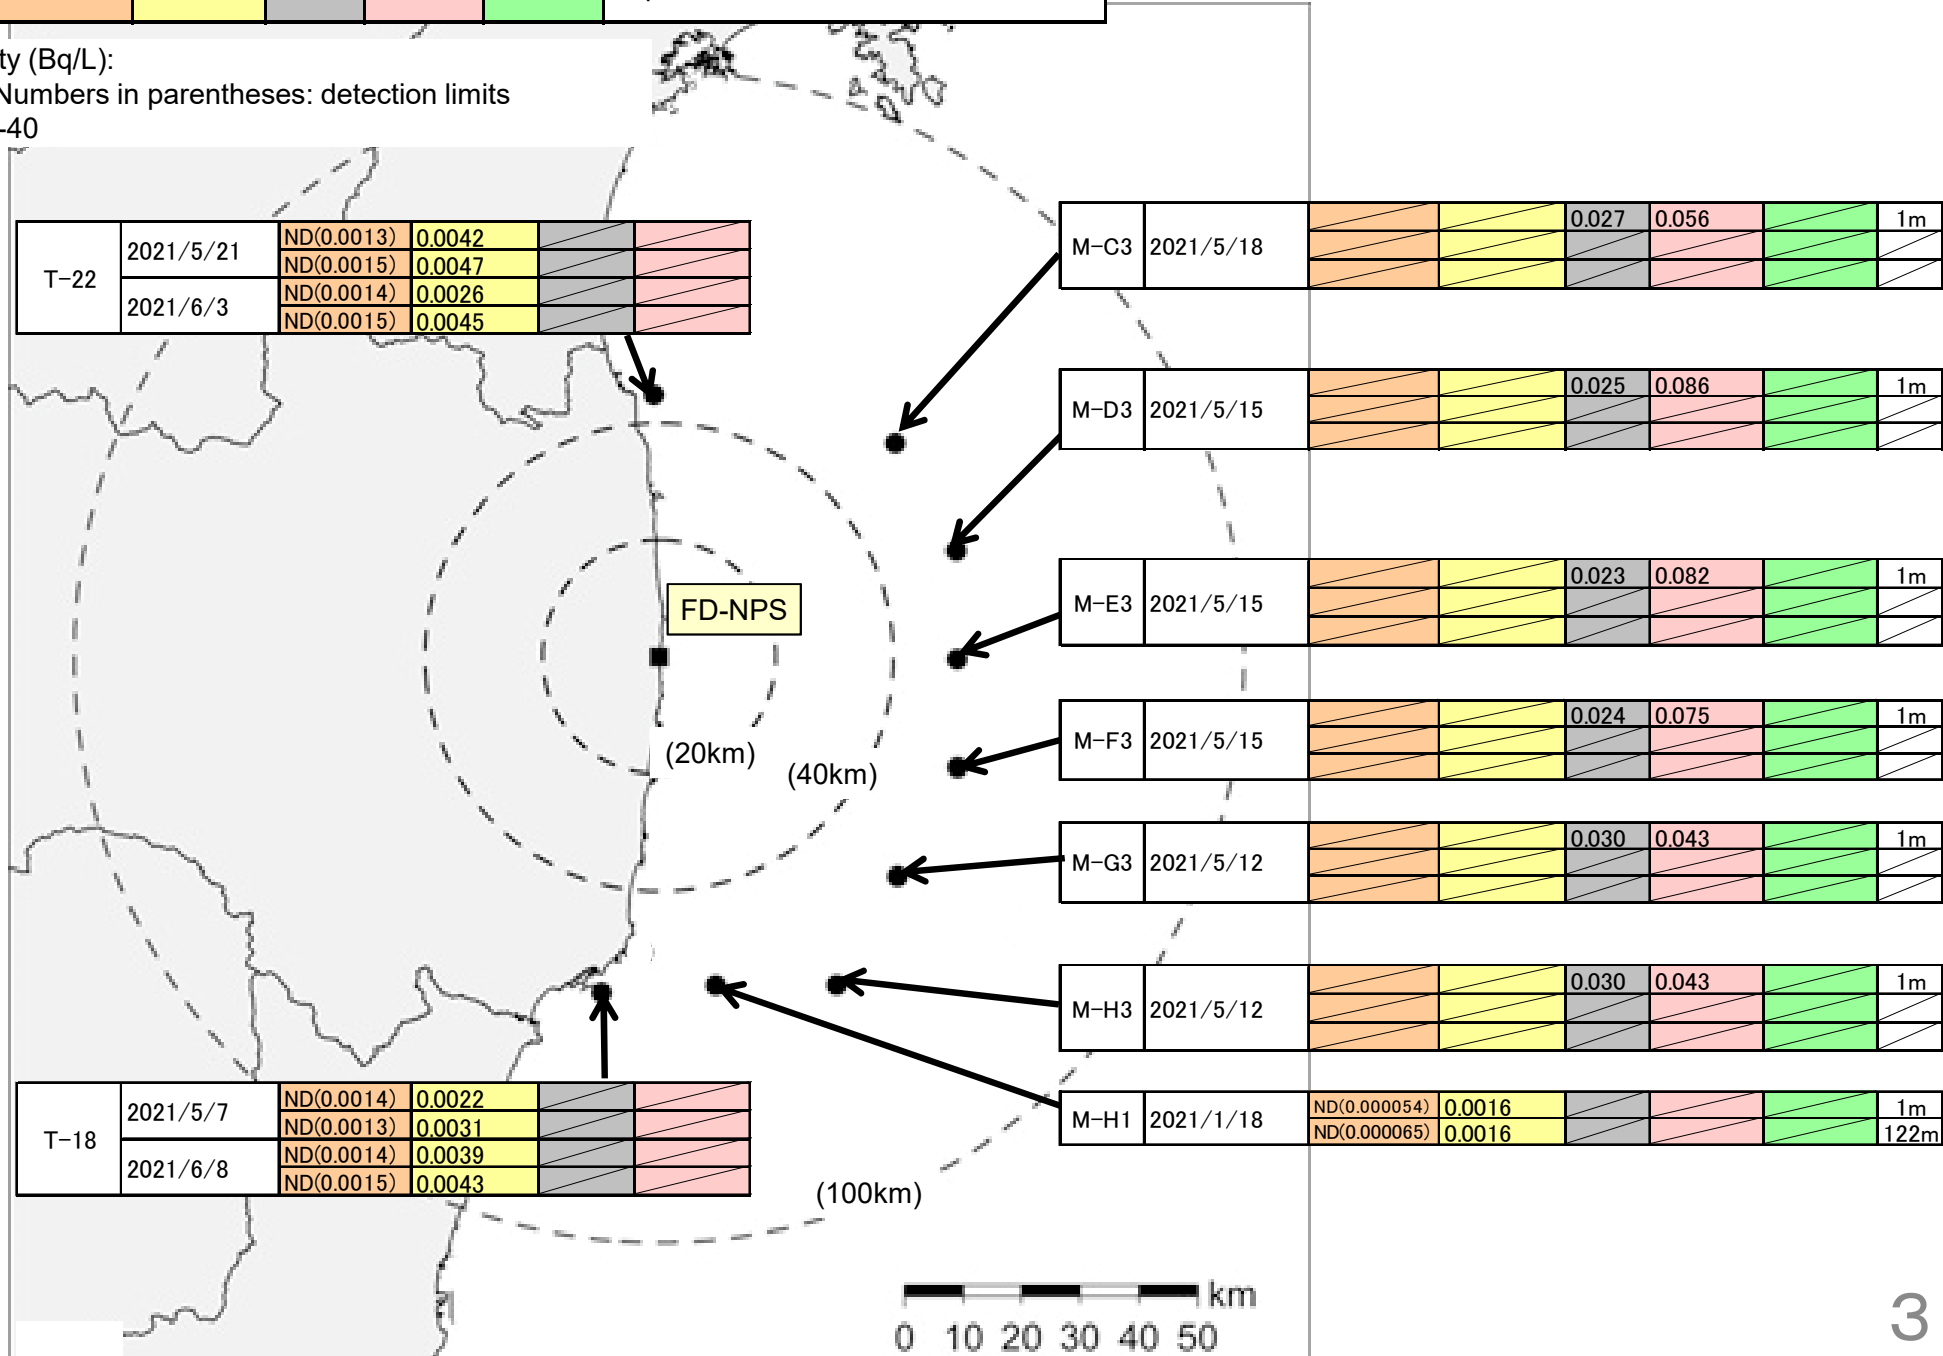 ty (Bq/L):
Numbers in parentheses: detection limits
-40
T-22
2021/5/21
ND(0.0013) 0.0042
ND(0.0015) 0.0047
2021/6/3
ND(0.0014) 0.0026
ND(0.0015) 0.0045
M-C3 2021/5/18 0.027 0.056 1m
M-D3 2021/5/15 0.025 0.086 1m
M-E3 2021/5/15 0.023 0.082 1m
FD-NPS
M-F3 2021/5/15 0.024 0.075 1m
(20km)
(40km)
M-G3 2021/5/12 0.030 0.043 1m
M-H3 2021/5/12 0.030 0.043 1m
T-18
2021/5/7
ND(0.0014) 0.0022
ND(0.0013) 0.0031
2021/6/8
ND(0.0014) 0.0039
ND(0.0015) 0.0043
M-H1 2021/1/18
ND(0.000054) 0.0016 1m
ND(0.000065) 0.0016 122m
(100km)
km
0 10 20 30 40 50
3